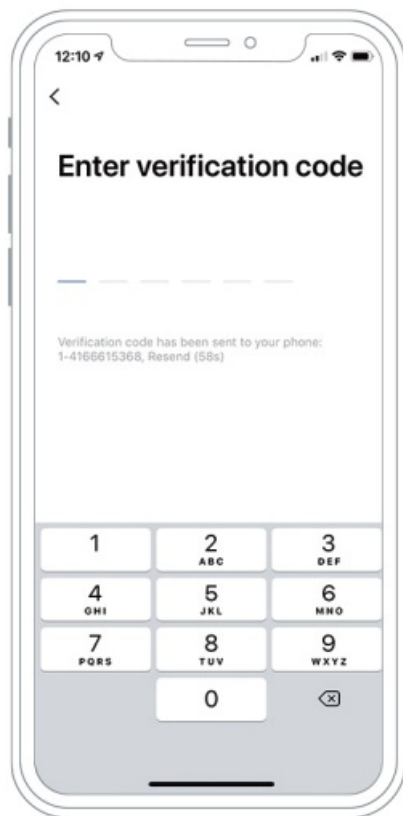 12:10
Enter verification code
Verification code has been sent to your phone:
1-4166615368, Resend (58s)
1
2
3
ABC
DEF
4
5
6
GHI
JKL
MNO
7
8
9
PQRS
TUV
WXYZ
0